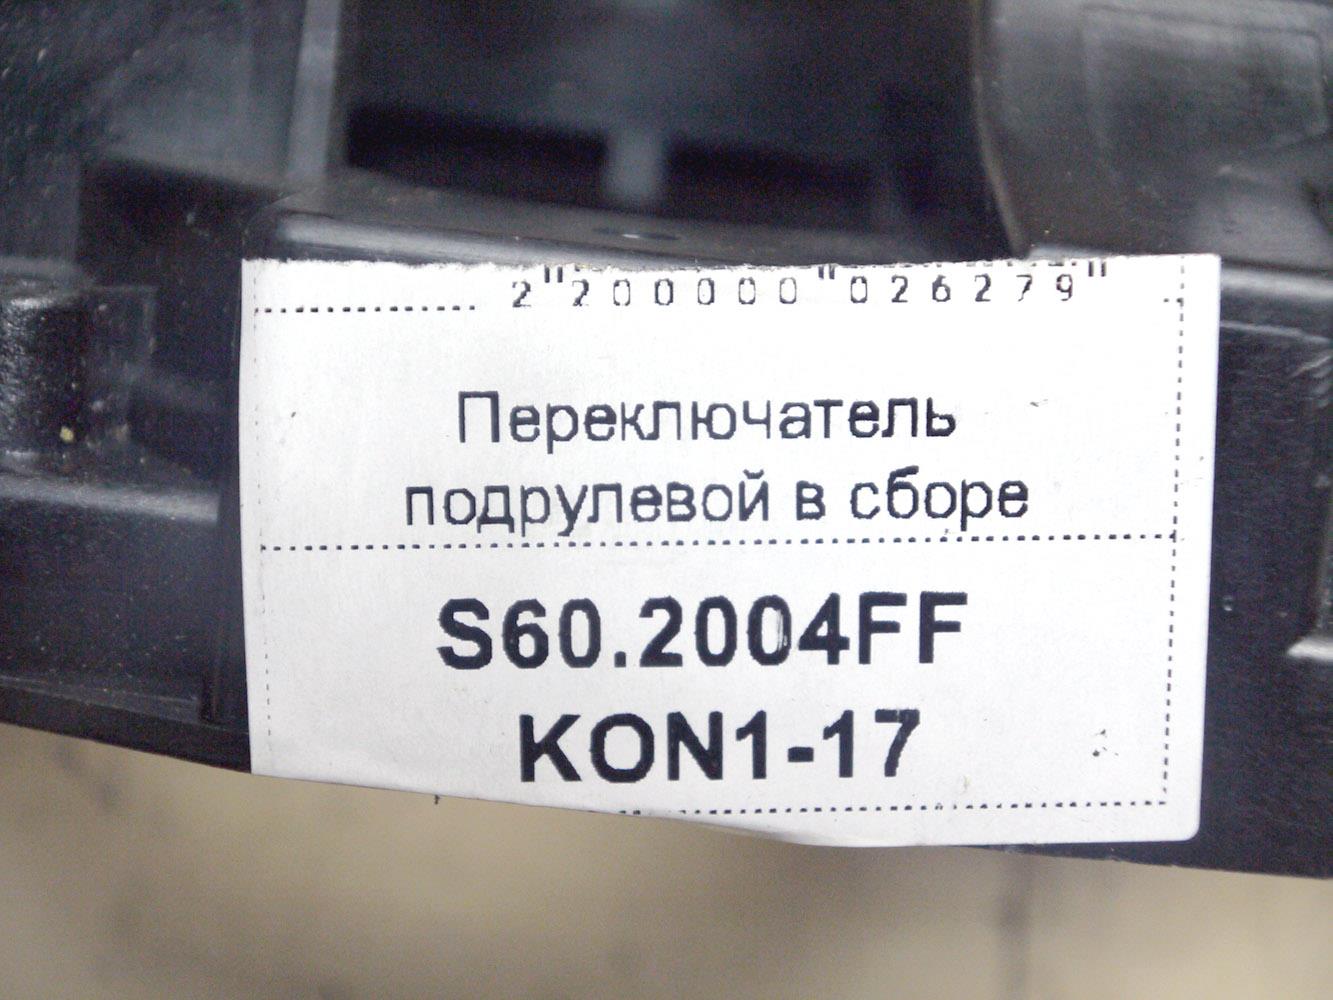 2"200000"026279"
Переключатель
подрулевой в сборе
S60.2004FF
KON1-17